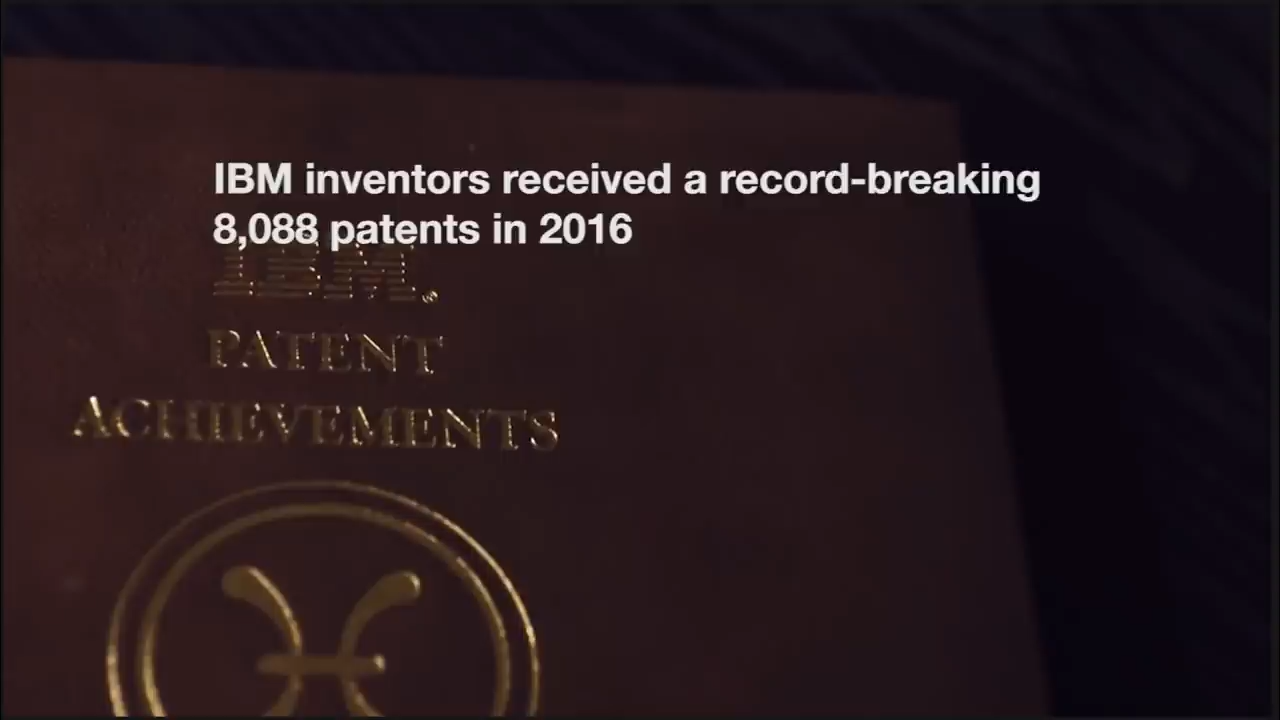 IBM inventors received a record-breaking
8,088 patents in 2016
IBM®
PATENT
ACHIEVEMENTS